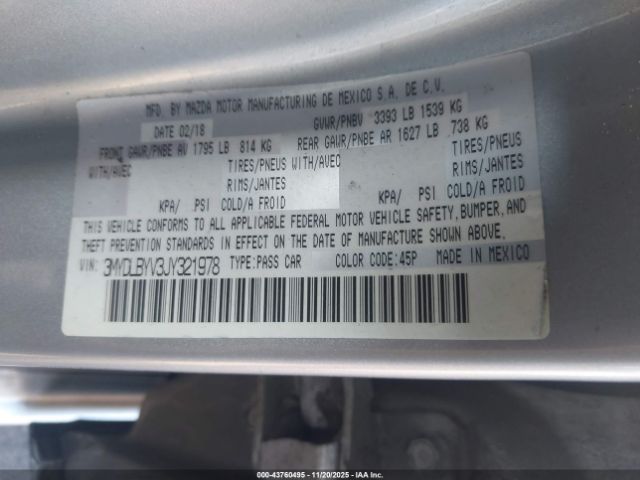 MFD. BY MAZDA MOTOR MANUFACTURING DE MEXICO S.A. DE C.V.
DATE 02/18 GVWR/PNBV 3393 LB 1539 KG
FRONT GAWR/PNBE AV 1795 LB 814 KG REAR GAWR/PNBE AR 1627 LB 738 KG
WITH/AVEC TIRES/PNEUS WITH/AVEC TIRES/PNEUS
RIMS/JANTES RIMS/JANTES
KPA/ PSI COLD/A FROID KPA/ PSI COLD/A FROID
THIS VEHICLE CONFORMS TO ALL APPLICABLE FEDERAL MOTOR VEHICLE SAFETY, BUMPER, AND
THEFT PREVENTION STANDARDS IN EFFECT ON THE DATE OF MANUFACTURE SHOWN ABOVE.
VIN: 3MYDLBYV3JY321978 TYPE:PASS CAR COLOR CODE:45P MADE IN MEXICO
000-43760495 - 11/20/2025 - IAA Inc.